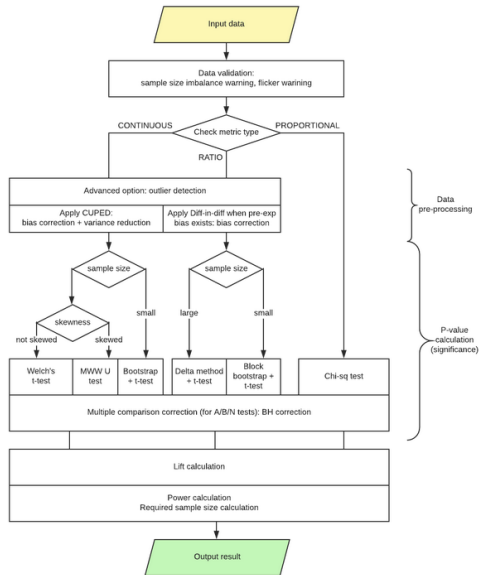 Input data
Data validation:
sample size imbalance warning, flicker warining
CONTINUOUS
Check metric type
PROPORTIONAL
RATIO
Advanced option: outlier detection
Apply CUPED:
bias correction + variance reduction
Apply Diff-in-diff when pre-exp
bias exists: bias correction
Data
pre-processing
sample size
sample size
small
large
small
skewness
not skewed
skewed
P-value
calculation
(significance)
Welch's
t-test
MWW U
test
Bootstrap
+ t-test
Delta method
+ t-test
Block
bootstrap +
t-test
Chi-sq test
Multiple comparison correction (for A/B/N tests): BH correction
Lift calculation
Power calculation
Required sample size calculation
Output result